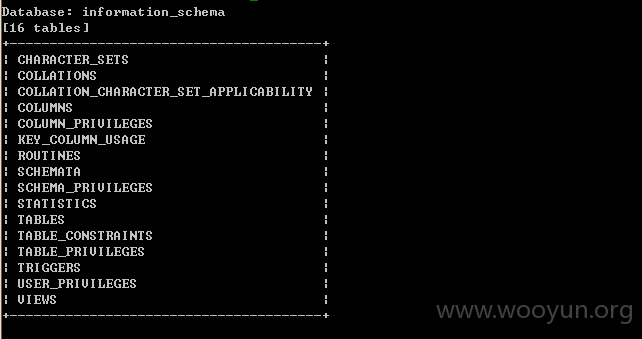 Database: information_schema
[16 tables]
+---------------------------------------+
| CHARACTER_SETS |
| COLLATIONS |
| COLLATION_CHARACTER_SET_APPLICABILITY |
| COLUMNS |
| COLUMN_PRIVILEGES |
| KEY_COLUMN_USAGE |
| ROUTINES |
| SCHEMATA |
| SCHEMA_PRIVILEGES |
| STATISTICS |
| TABLES |
| TABLE_CONSTRAINTS |
| TABLE_PRIVILEGES |
| TRIGGERS |
| USER_PRIVILEGES |
| VIEWS |
+---------------------------------------+
www.wooyun.org